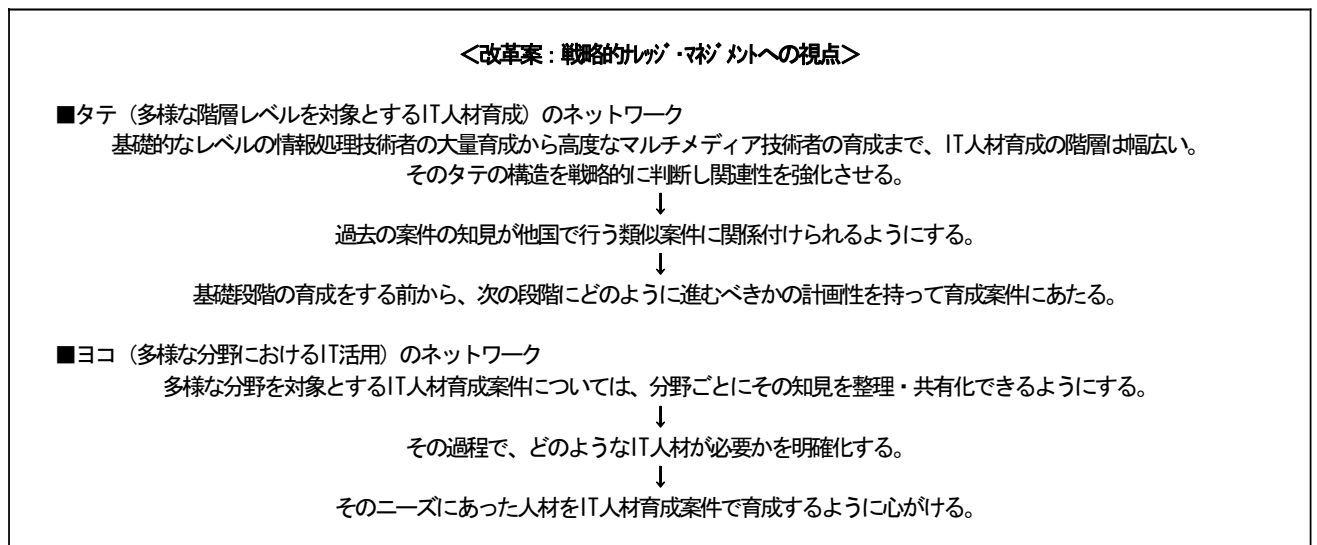 ＜改革案：戦略的ﾅﾚｯｼﾞ・ﾏﾈｼﾞﾒﾝﾄへの視点＞
■タテ（多様な階層レベルを対象とするIT人材育成）のネットワーク
基礎的なレベルの情報処理技術者の大量育成から高度なマルチメディア技術者の育成まで、IT人材育成の階層は幅広い。
そのタテの構造を戦略的に判断し関連性を強化させる。
↓
過去の案件の知見が他国で行う類似案件に関係付けられるようにする。
↓
基礎段階の育成をする前から、次の段階にどのように進むべきかの計画性を持って育成案件にあたる。
■ヨコ（多様な分野におけるIT活用）のネットワーク
多様な分野を対象とするIT人材育成案件については、分野ごとにその知見を整理・共有化できるようにする。
↓
その過程で、どのようなIT人材が必要かを明確化する。
↓
そのニーズにあった人材をIT人材育成案件で育成するように心がける。